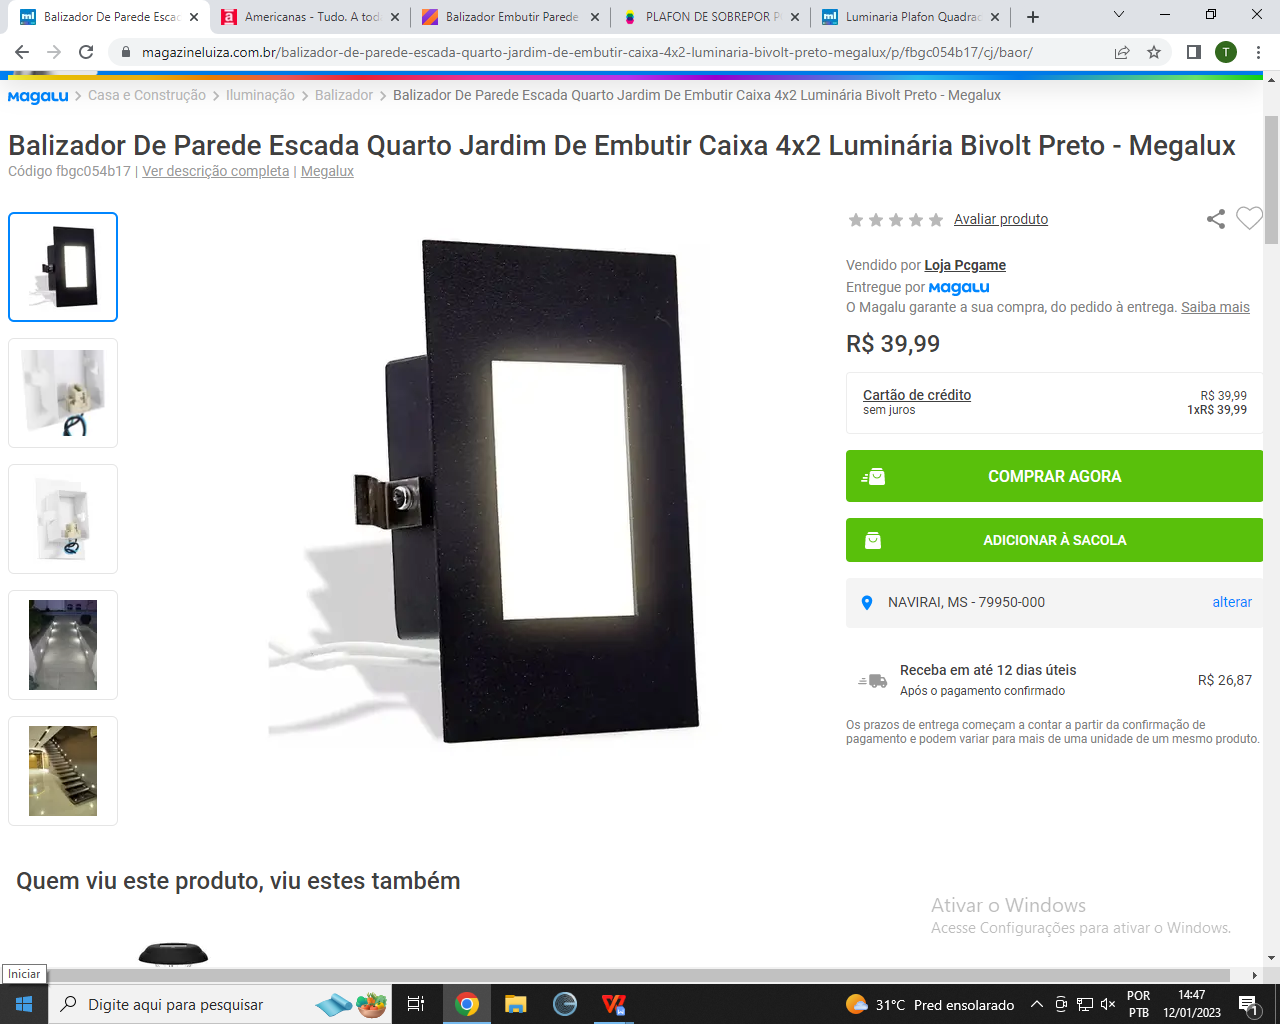 Balizador De Parede Escac
Americanas - Tudo. A tod
Balizador Embutir Parede
PLAFON DE SOBREPOR P
Luminaria Plafon Quadrac
magazineluiza.com.br/balizador-de-parede-escada-quarto-jardim-de-embutir-caixa-4x2-luminaria-bivolt-preto-megalux/p/fbgc054b17/cj/baor/
T
MAGALU
Casa e Construção
Iluminação
Balizador
Balizador De Parede Escada Quarto Jardim De Embutir Caixa 4x2 Luminária Bivolt Preto - Megalux
Balizador De Parede Escada Quarto Jardim De Embutir Caixa 4x2 Luminária Bivolt Preto - Megalux
Código fbgc054b17 | Ver descrição completa | Megalux
Avaliar produto
Vendido por Loja Pcgame
Entregue por MAGALU
O Magalu garante a sua compra, do pedido à entrega. Saiba mais
R$ 39,99
Cartão de crédito
R$ 39,99
sem juros
1xR$ 39,99
COMPRAR AGORA
ADICIONAR À SACOLA
NAVIRAI, MS - 79950-000
alterar
Receba em até 12 dias úteis
Após o pagamento confirmado
R$ 26,87
Os prazos de entrega começam a contar a partir da confirmação de
pagamento e podem variar para mais de uma unidade de um mesmo produto.
Quem viu este produto, viu estes também
Ativar o Windows
Acesse Configurações para ativar o Windows.
Iniciar
Digite aqui para pesquisar
31°C Pred ensolarado
POR
PTB
14:47
12/01/2023
1